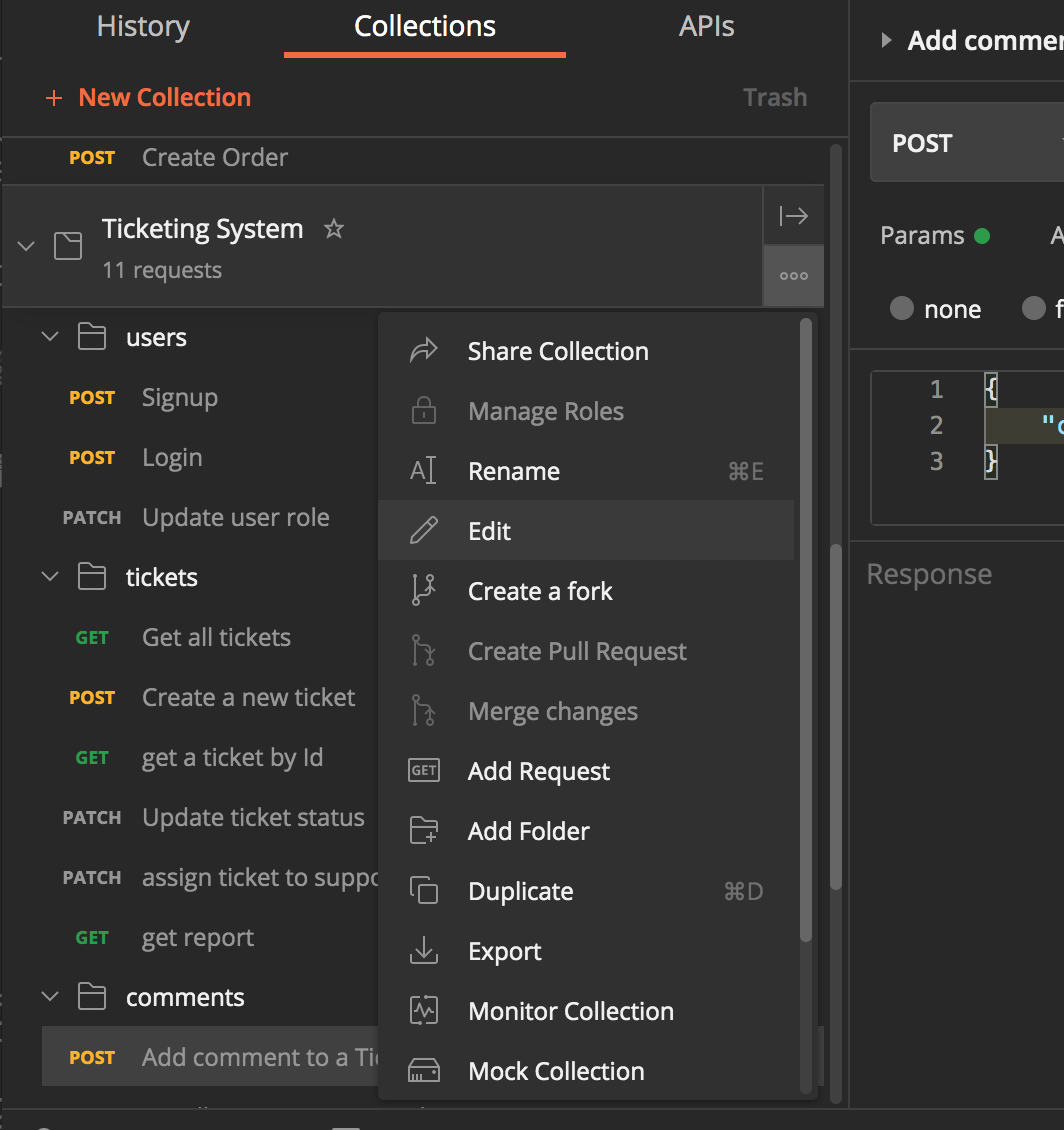 History
Collections
APIs
+ New Collection
Trash
POST Create Order
Ticketing System
11 requests
users
POST Signup
POST Login
PATCH Update user role
tickets
GET Get all tickets
POST Create a new ticket
GET get a ticket by Id
PATCH Update ticket status
PATCH assign ticket to suppo
GET get report
comments
POST Add comment to a Tic
Share Collection
Manage Roles
Rename ⌘E
Edit
Create a fork
Create Pull Request
Merge changes
GET Add Request
Add Folder
Duplicate ⌘D
Export
Monitor Collection
Mock Collection
Add commen
POST
Params
none
1 {
2 "
3 }
Response